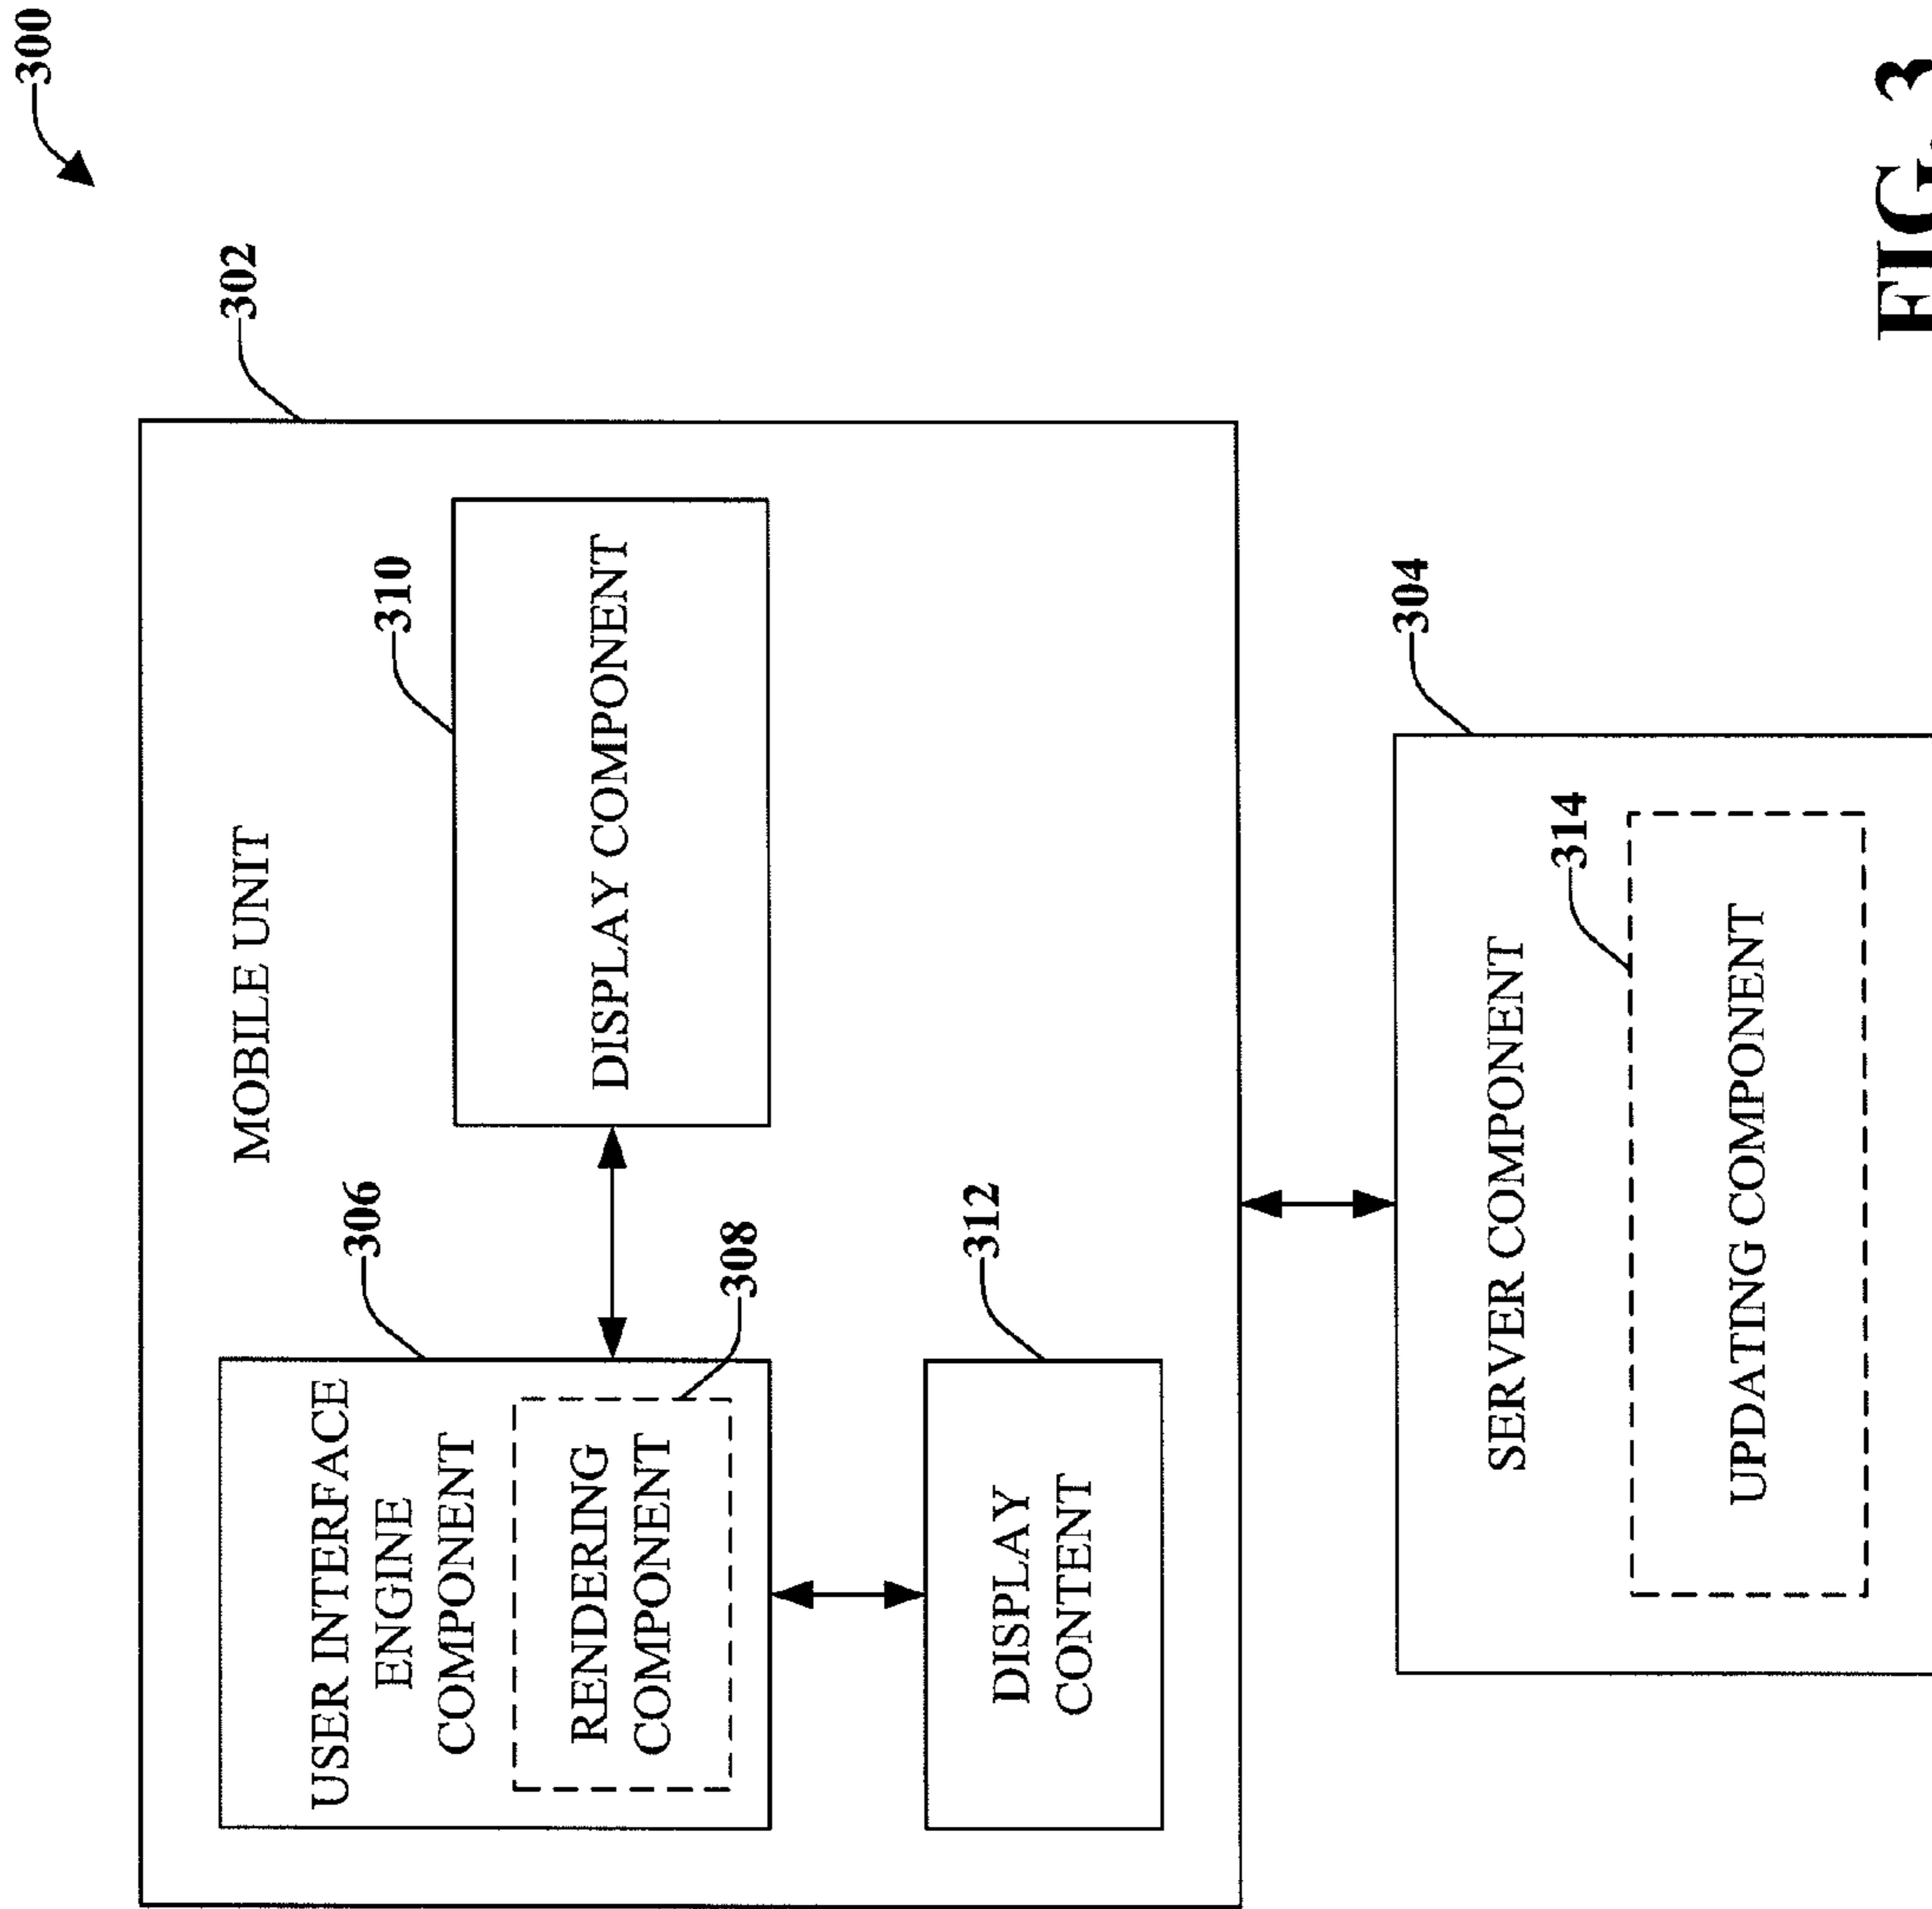 300
302
MOBILE UNIT
306
USER INTERFACE
ENGINE
COMPONENT
310
DISPLAY COMPONENT
RENDERING
COMPONENT
308
312
DISPLAY
CONTENT
304
SERVER COMPONENT
314
UPDATING COMPONENT
FIG. 3